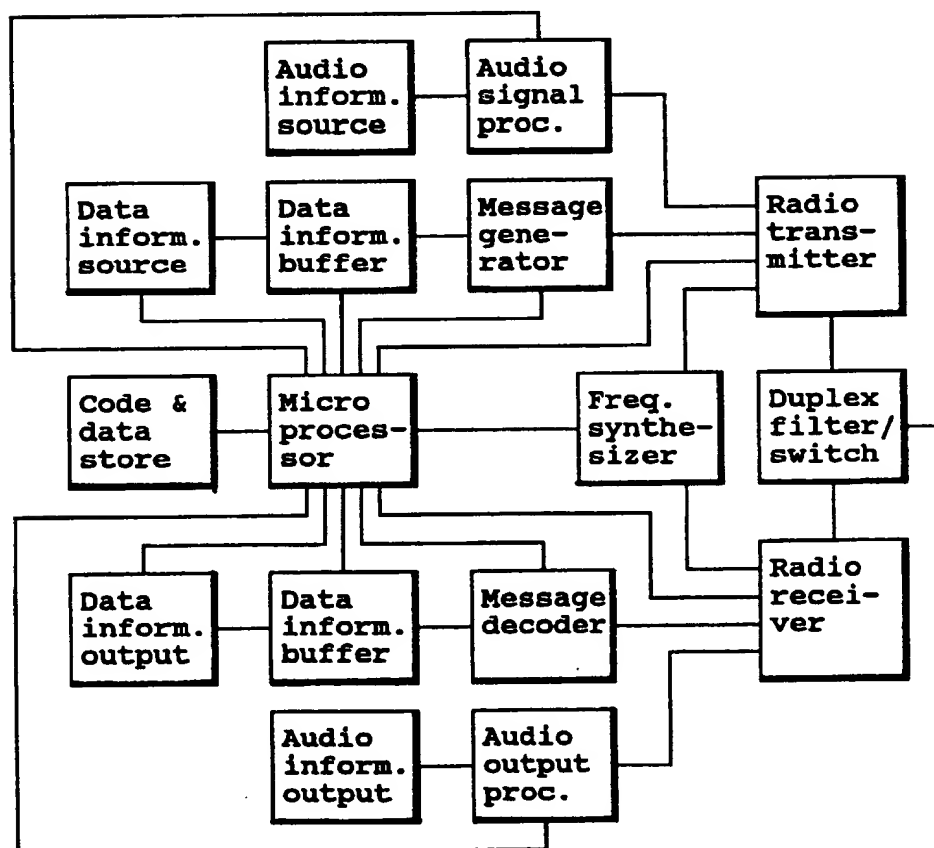 Audio
inform.
source
Audio
signal
proc.
Data
inform.
source
Data
inform.
buffer
Message
gene-
rator
Radio
trans-
mitter
Code &
data
store
Micro
proces-
sor
Freq.
synthe-
sizer
Duplex
filter/
switch
Data
inform.
output
Data
inform.
buffer
Message
decoder
Radio
recei-
ver
Audio
inform.
output
Audio
output
proc.